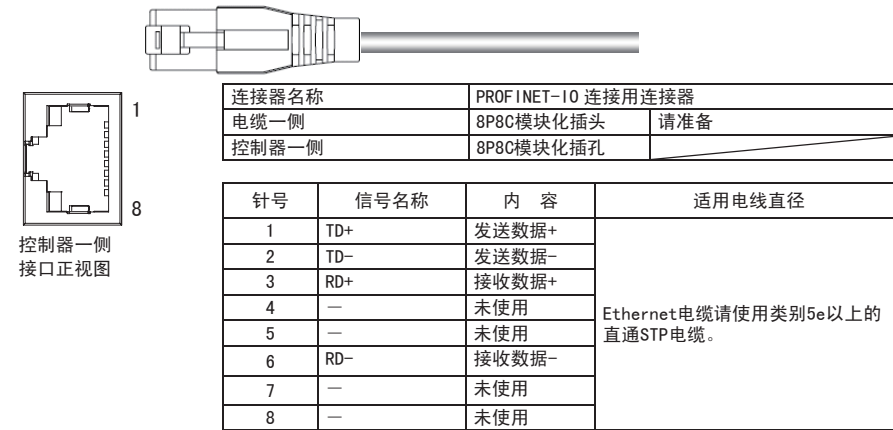 连接器名称 PROFINET-IO 连接用连接器
电缆一侧 8P8C模块化插头 请准备
控制器一侧 8P8C模块化插孔
1
8
控制器一侧
接口正视图
针号 信号名称 内 容 适用电线直径
1 TD+ 发送数据+
2 TD- 发送数据-
3 RD+ 接收数据+
4 — 未使用
5 — 未使用
6 RD- 接收数据-
7 — 未使用
8 — 未使用
Ethernet电缆请使用类别5e以上的
直通STP电缆。